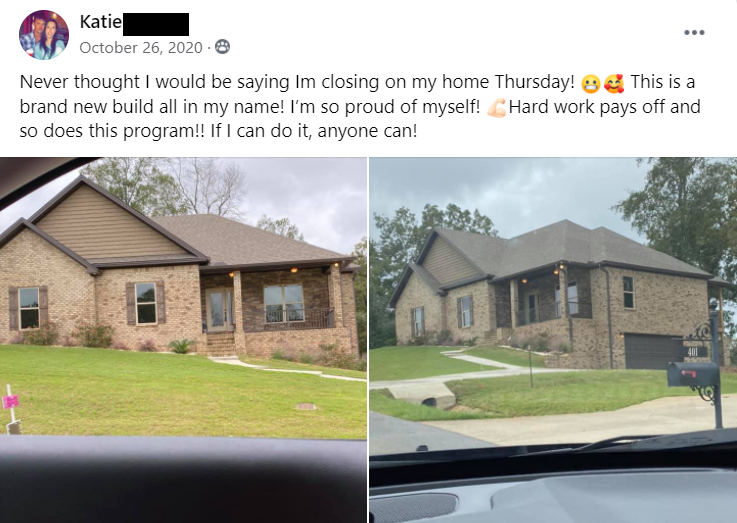 Katie
October 26, 2020 ·
Never thought I would be saying Im closing on my home Thursday! 😬🥰 This is a
brand new build all in my name! I'm so proud of myself! 💪🏻Hard work pays off and
so does this program!! If I can do it, anyone can!
401